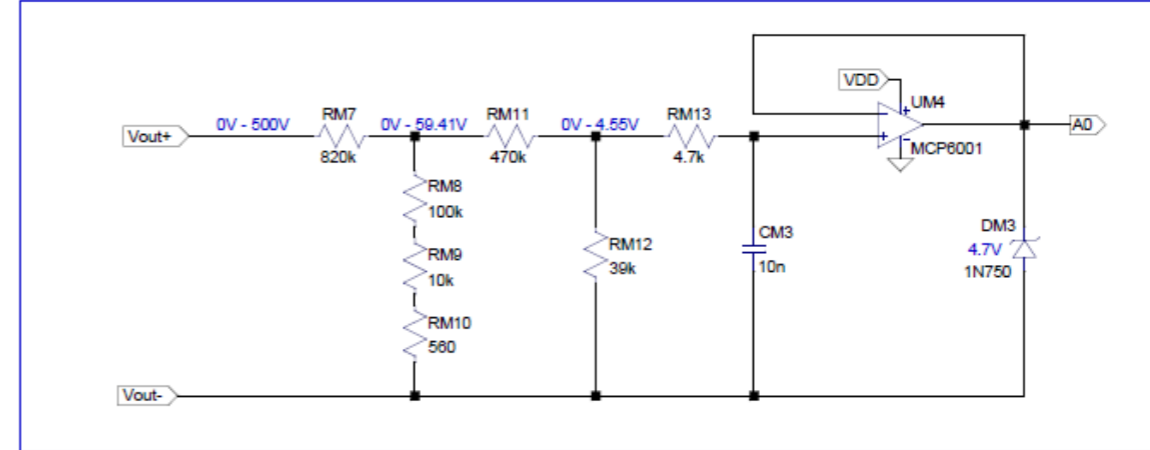 VDD
UM4
Vout+
0V - 500V
RM7
820k
0V - 59.41V
RM11
470k
0V - 4.55V
RM13
4.7k
MCP6001
A0
RM8
100k
RM9
10k
RM10
560
RM12
39k
CM3
10n
DM3
4.7V
1N750
Vout-